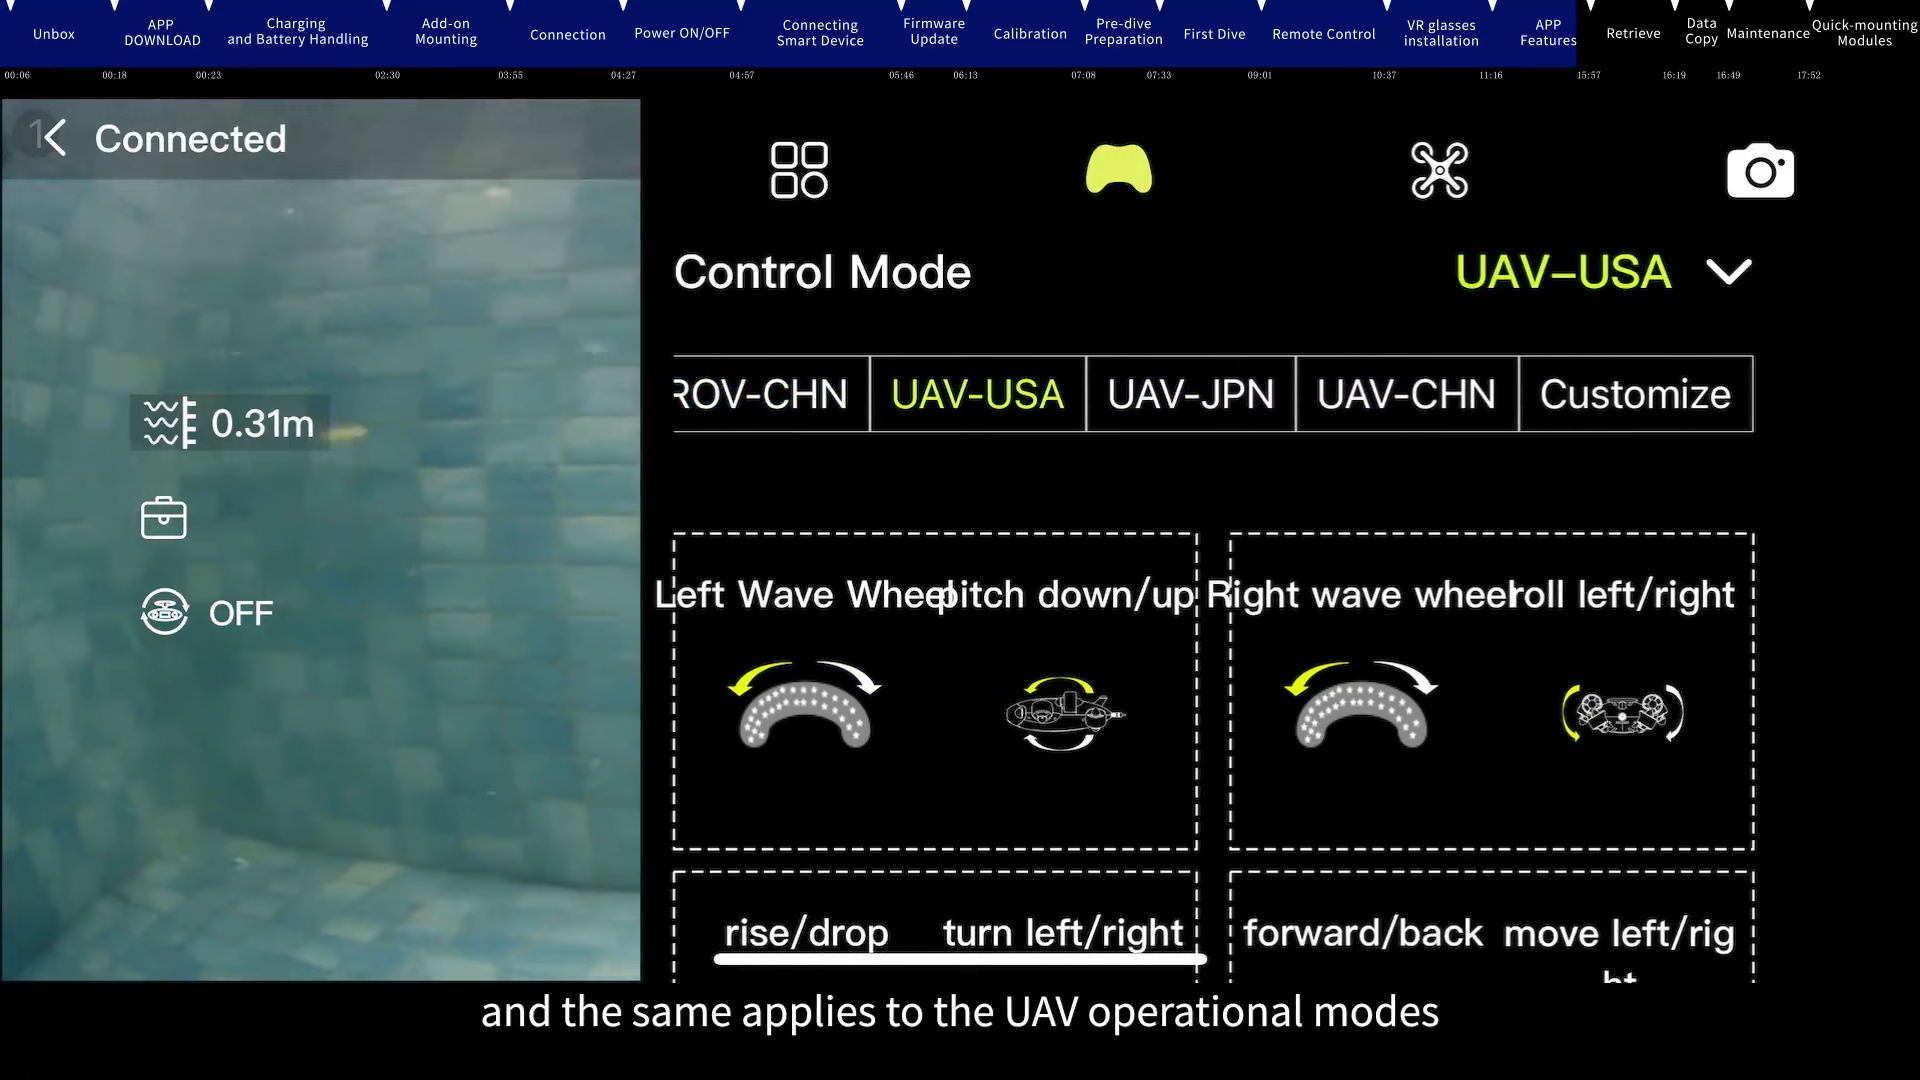 Unbox
APP
DOWNLOAD
Charging
and Battery Handling
Add-on
Mounting
Connection
Power ON/OFF
Connecting
Smart Device
Firmware
Update
Calibration
Pre-dive
Preparation
First Dive
Remote Control
VR glasses
installation
APP
Features
Retrieve
Data
Copy
Maintenance
Quick-mounting
Modules
00:06 00:18 00:23 02:30 03:55 04:27 04:57 05:46 06:13 07:08 07:33 09:01 10:37 11:16 15:57 16:19 16:49 17:52
1
Connected
Control Mode
UAV-USA
ROV-CHN UAV-USA UAV-JPN UAV-CHN Customize
0.31m
OFF
Left Wave Wheel pitch down/up
Right wave wheel roll left/right
rise/drop turn left/right
forward/back move left/rig
ht
and the same applies to the UAV operational modes